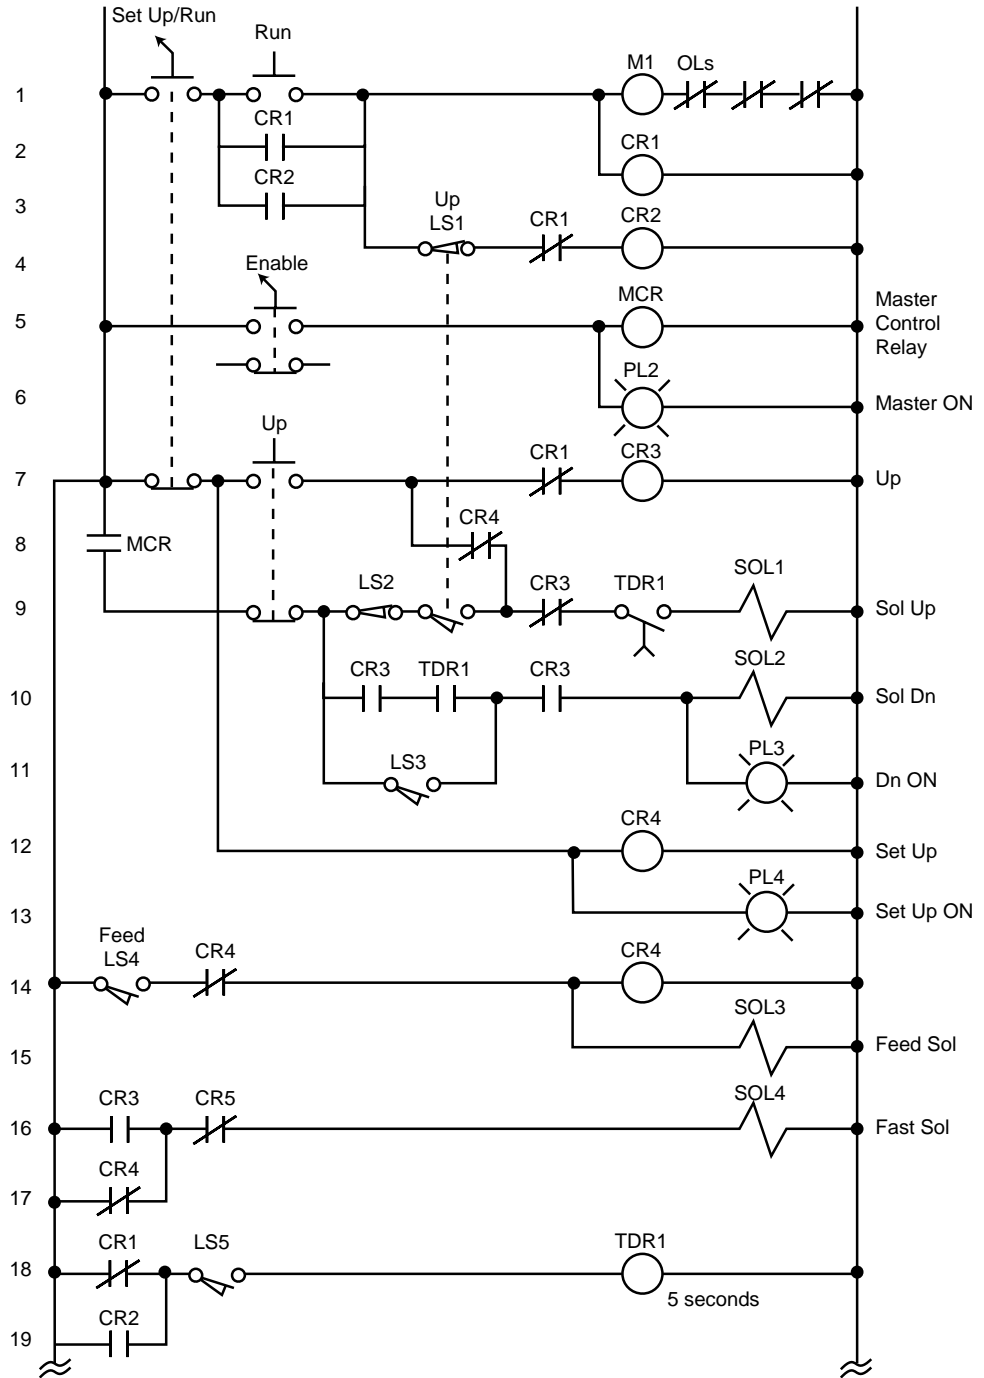 Set Up/Run
Run
M1
OLs
1
CR1
2
CR1
CR2
3
Up
LS1
CR1
CR2
4
Enable
MCR
Master
Control
Relay
5
PL2
6
Master ON
Up
CR1
CR3
7
Up
CR4
8
MCR
LS2
CR3
TDR1
SOL1
9
Sol Up
SOL2
CR3
TDR1
CR3
10
Sol Dn
LS3
PL3
11
Dn ON
CR4
12
Set Up
PL4
13
Set Up ON
Feed
LS4
CR4
CR4
14
SOL3
15
Feed Sol
CR3
CR5
SOL4
16
Fast Sol
CR4
17
CR1
LS5
TDR1
18
5 seconds
CR2
19